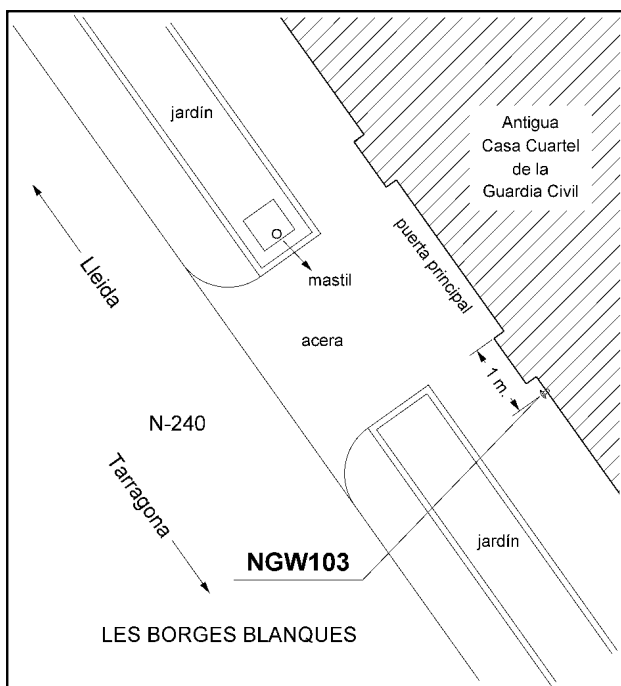 jardín
Antigua
Casa Cuartel
de la
Guardia Civil
puerta principal
Lleida
mastil
acera
1 m.
N-240
Tarragona
NGW103
jardín
LES BORGES BLANQUES